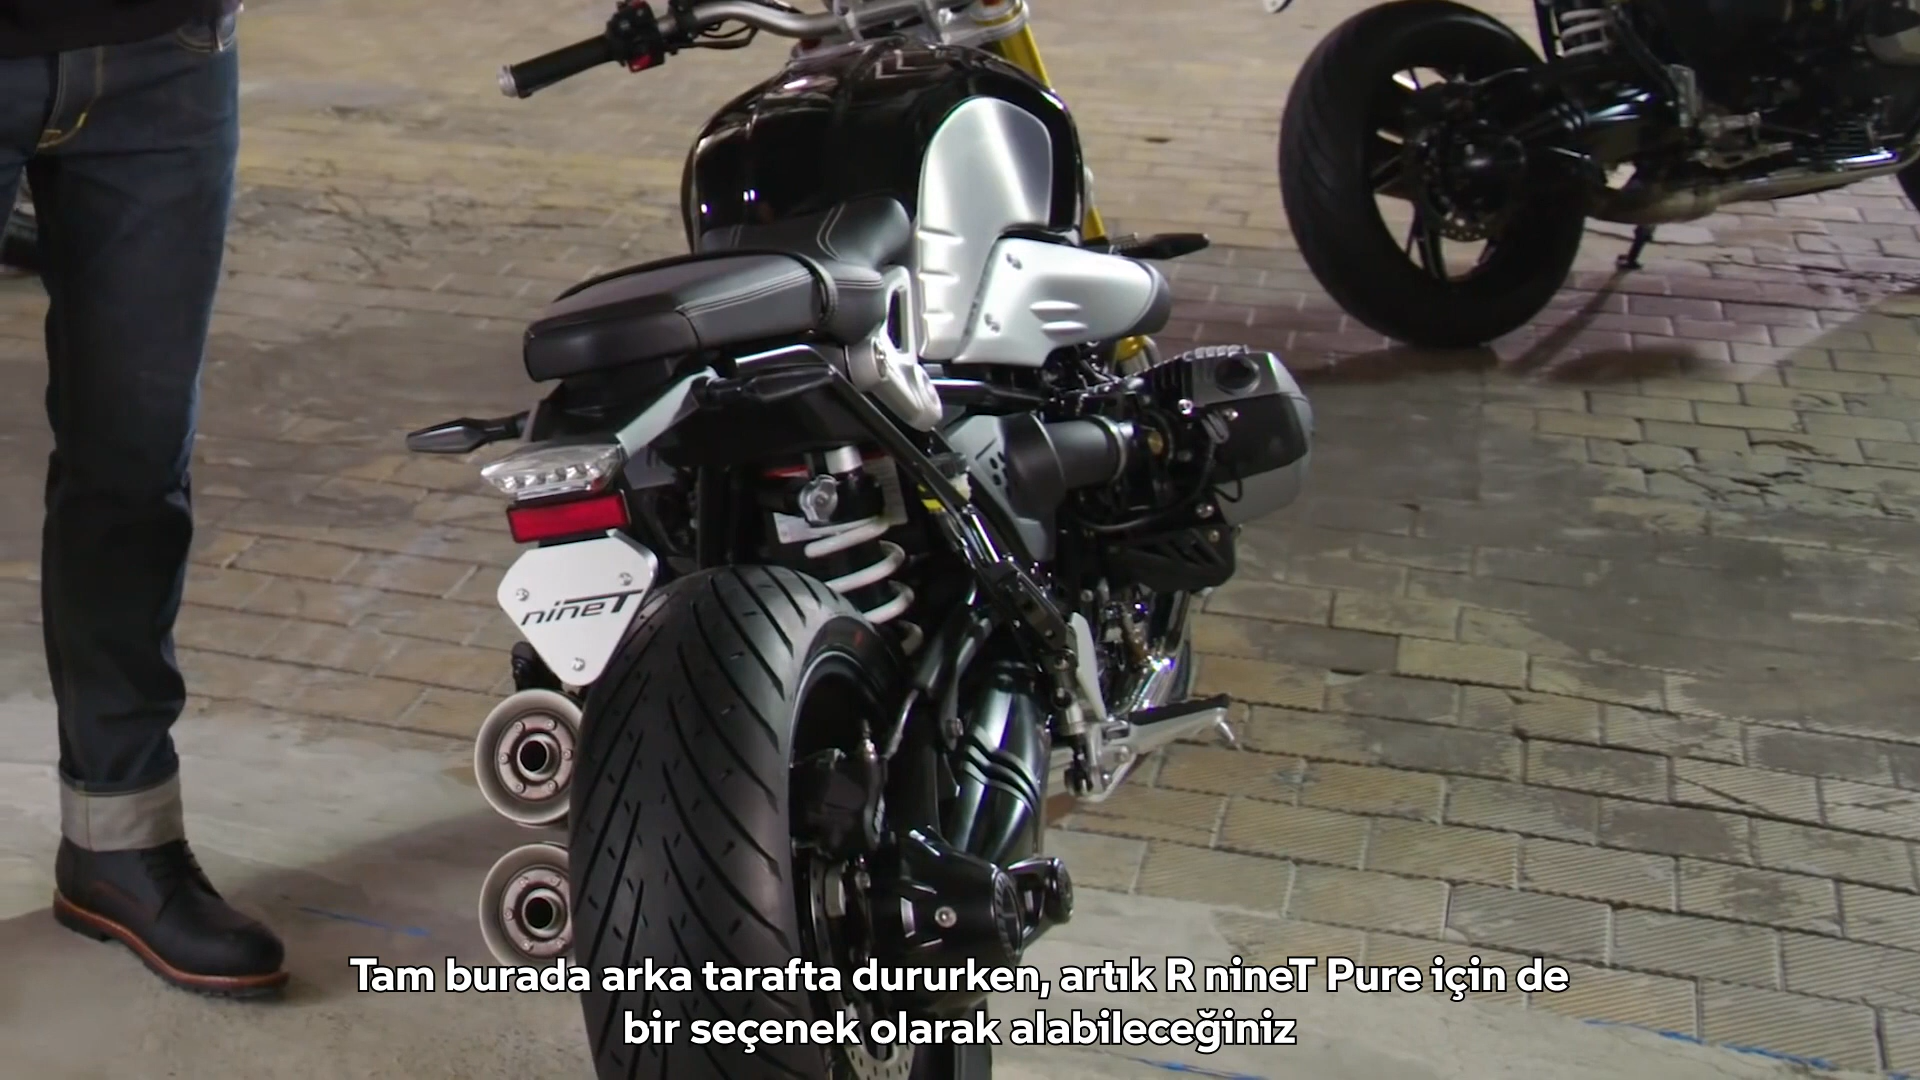 nineT
Tam burada arka tarafta dururken, artık R nineT Pure için de
bir seçenek olarak alabileceğiniz